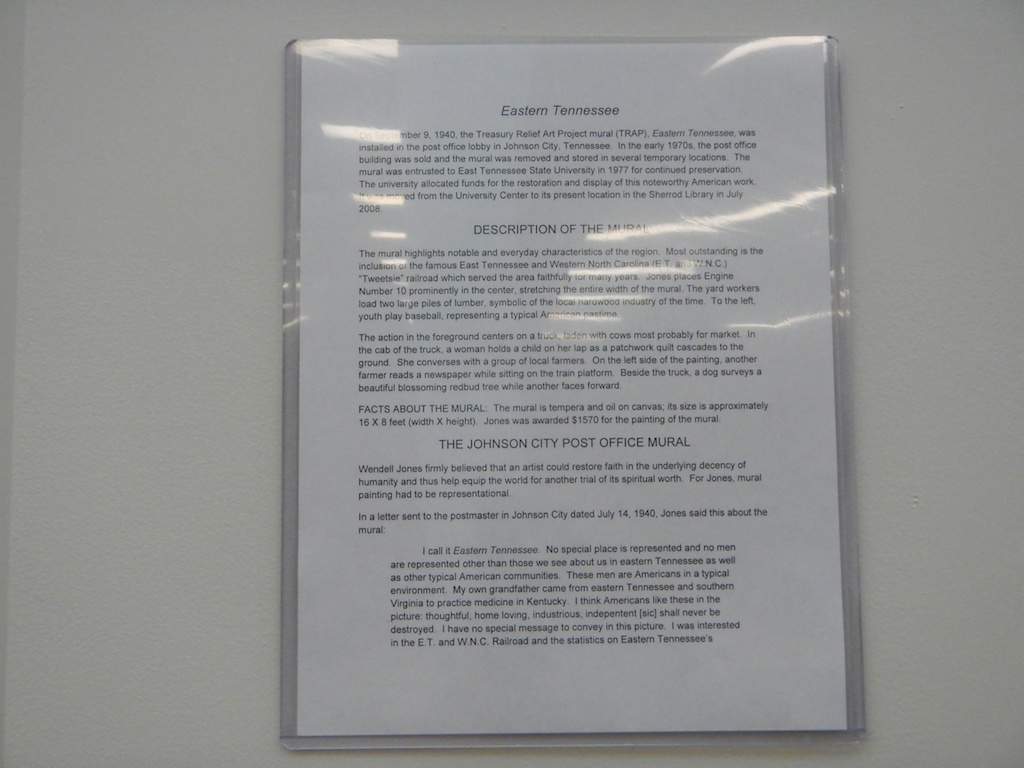 Eastern Tennessee
On September 9, 1940, the Treasury Relief Art Project mural (TRAP), Eastern Tennessee, was
installed in the post office lobby in Johnson City, Tennessee. In the early 1970s, the post office
building was sold and the mural was removed and stored in several temporary locations. The
mural was entrusted to East Tennessee State University in 1977 for continued preservation.
The university allocated funds for the restoration and display of this noteworthy American work.
moved from the University Center to its present location in the Sherrod Library in July
2008.
DESCRIPTION OF THE MURAL
The mural highlights notable and everyday characteristics of the region. Most outstanding is the
inclusion of the famous East Tennessee and Western North Carolina (E.T. and W.N.C.)
"Tweetsie" railroad which served the area faithfully for many years. Jones places Engine
Number 10 prominently in the center, stretching the entire width of the mural. The yard workers
load two large piles of lumber, symbolic of the local hardwood industry of the time. To the left,
youth play baseball, representing a typical American pastime.
The action in the foreground centers on a truck, laden with cows most probably for market. In
the cab of the truck, a woman holds a child on her lap as a patchwork quilt cascades to the
ground. She converses with a group of local farmers. On the left side of the painting, another
farmer reads a newspaper while sitting on the train platform. Beside the truck, a dog surveys a
beautiful blossoming redbud tree while another faces forward.
FACTS ABOUT THE MURAL: The mural is tempera and oil on canvas; its size is approximately
16 X 8 feet (width X height). Jones was awarded $1570 for the painting of the mural.
THE JOHNSON CITY POST OFFICE MURAL
Wendell Jones firmly believed that an artist could restore faith in the underlying decency of
humanity and thus help equip the world for another trial of its spiritual worth. For Jones, mural
painting had to be representational.
In a letter sent to the postmaster in Johnson City dated July 14, 1940, Jones said this about the
mural:
I call it Eastern Tennessee. No special place is represented and no men
are represented other than those we see about us in eastern Tennessee as well
as other typical American communities. These men are Americans in a typical
environment. My own grandfather came from eastern Tennessee and southern
Virginia to practice medicine in Kentucky. I think Americans like these in the
picture: thoughtful, home loving, industrious, indepentent [sic] shall never be
destroyed. I have no special message to convey in this picture. I was interested
in the E.T. and W.N.C. Railroad and the statistics on Eastern Tennessee's